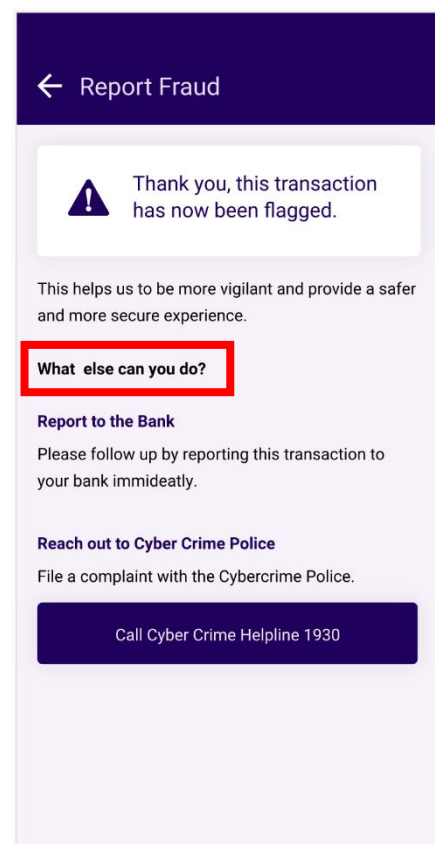 Report Fraud
Thank you, this transaction
has now been flagged.
This helps us to be more vigilant and provide a safer
and more secure experience.
What  else can you do?
Report to the Bank
Please follow up by reporting this transaction to
your bank immideatly.
Reach out to Cyber Crime Police
File a complaint with the Cybercrime Police.
Call Cyber Crime Helpline 1930